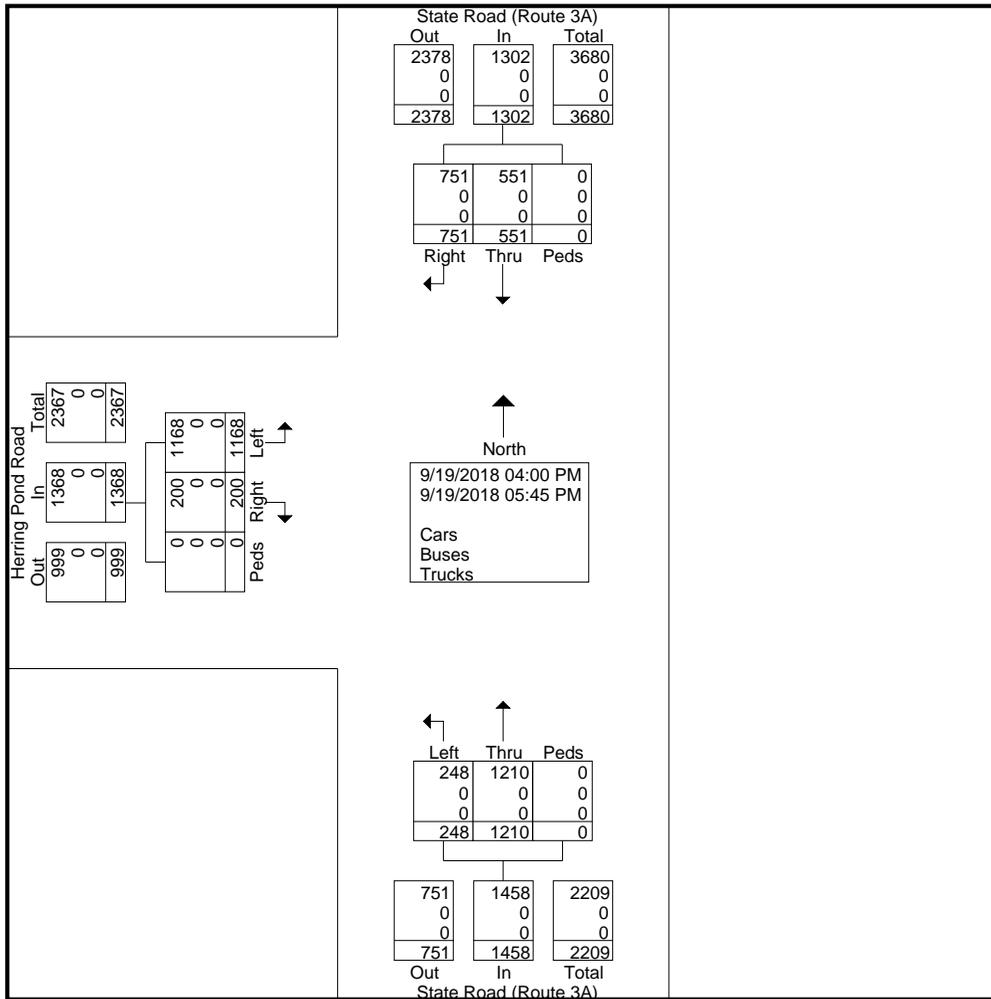 State Road (Route 3A)
Out In Total
2378 1302 3680
0 0 0
0 0 0
2378 1302 3680
751 551 0
0 0 0
0 0 0
751 551 0
Right Thru Peds
Herring Pond Road
Out In Total
999 1368 2367
0 0 0
0 0 0
999 1368 2367
0 200 1168
0 0 0
0 0 0
0 200 1168
Peds Right Left
North
9/19/2018 04:00 PM
9/19/2018 05:45 PM
Cars
Buses
Trucks
Left Thru Peds
248 1210 0
0 0 0
0 0 0
248 1210 0
751 1458 2209
0 0 0
0 0 0
751 1458 2209
Out In Total
State Road (Route 3A)